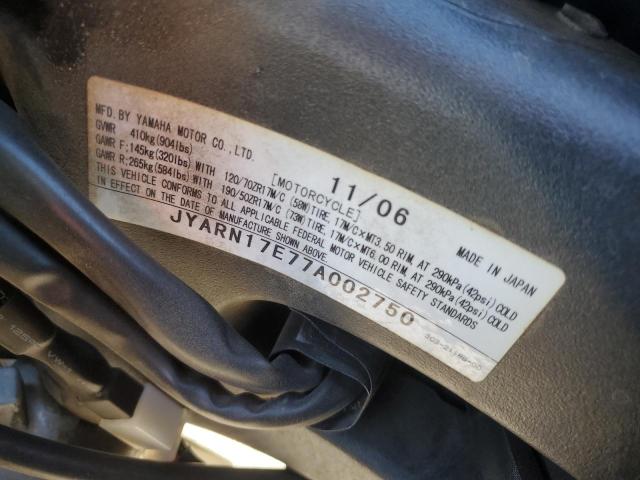 MFD. BY YAMAHA MOTOR CO., LTD.
GVWR 410kg(904lbs) [MOTORCYCLE] 11/06 MADE IN JAPAN
GAWR F:145kg(320lbs)WITH 120/70ZR17M/C (58W)TIRE, 17M/C×MT3.50 RIM, AT 290kPa(42psi)COLD
GAWR R:265kg(584lbs)WITH 190/50ZR17M/C (73W)TIRE, 17M/C×MT6.00 RIM, AT 290kPa(42psi)COLD
THIS VEHICLE CONFORMS TO ALL APPLICABLE FEDERAL MOTOR VEHICLE SAFETY STANDARDS
IN EFFECT ON THE DATE OF MANUFACTURE SHOWN ABOVE.
JYARN17E77A002750